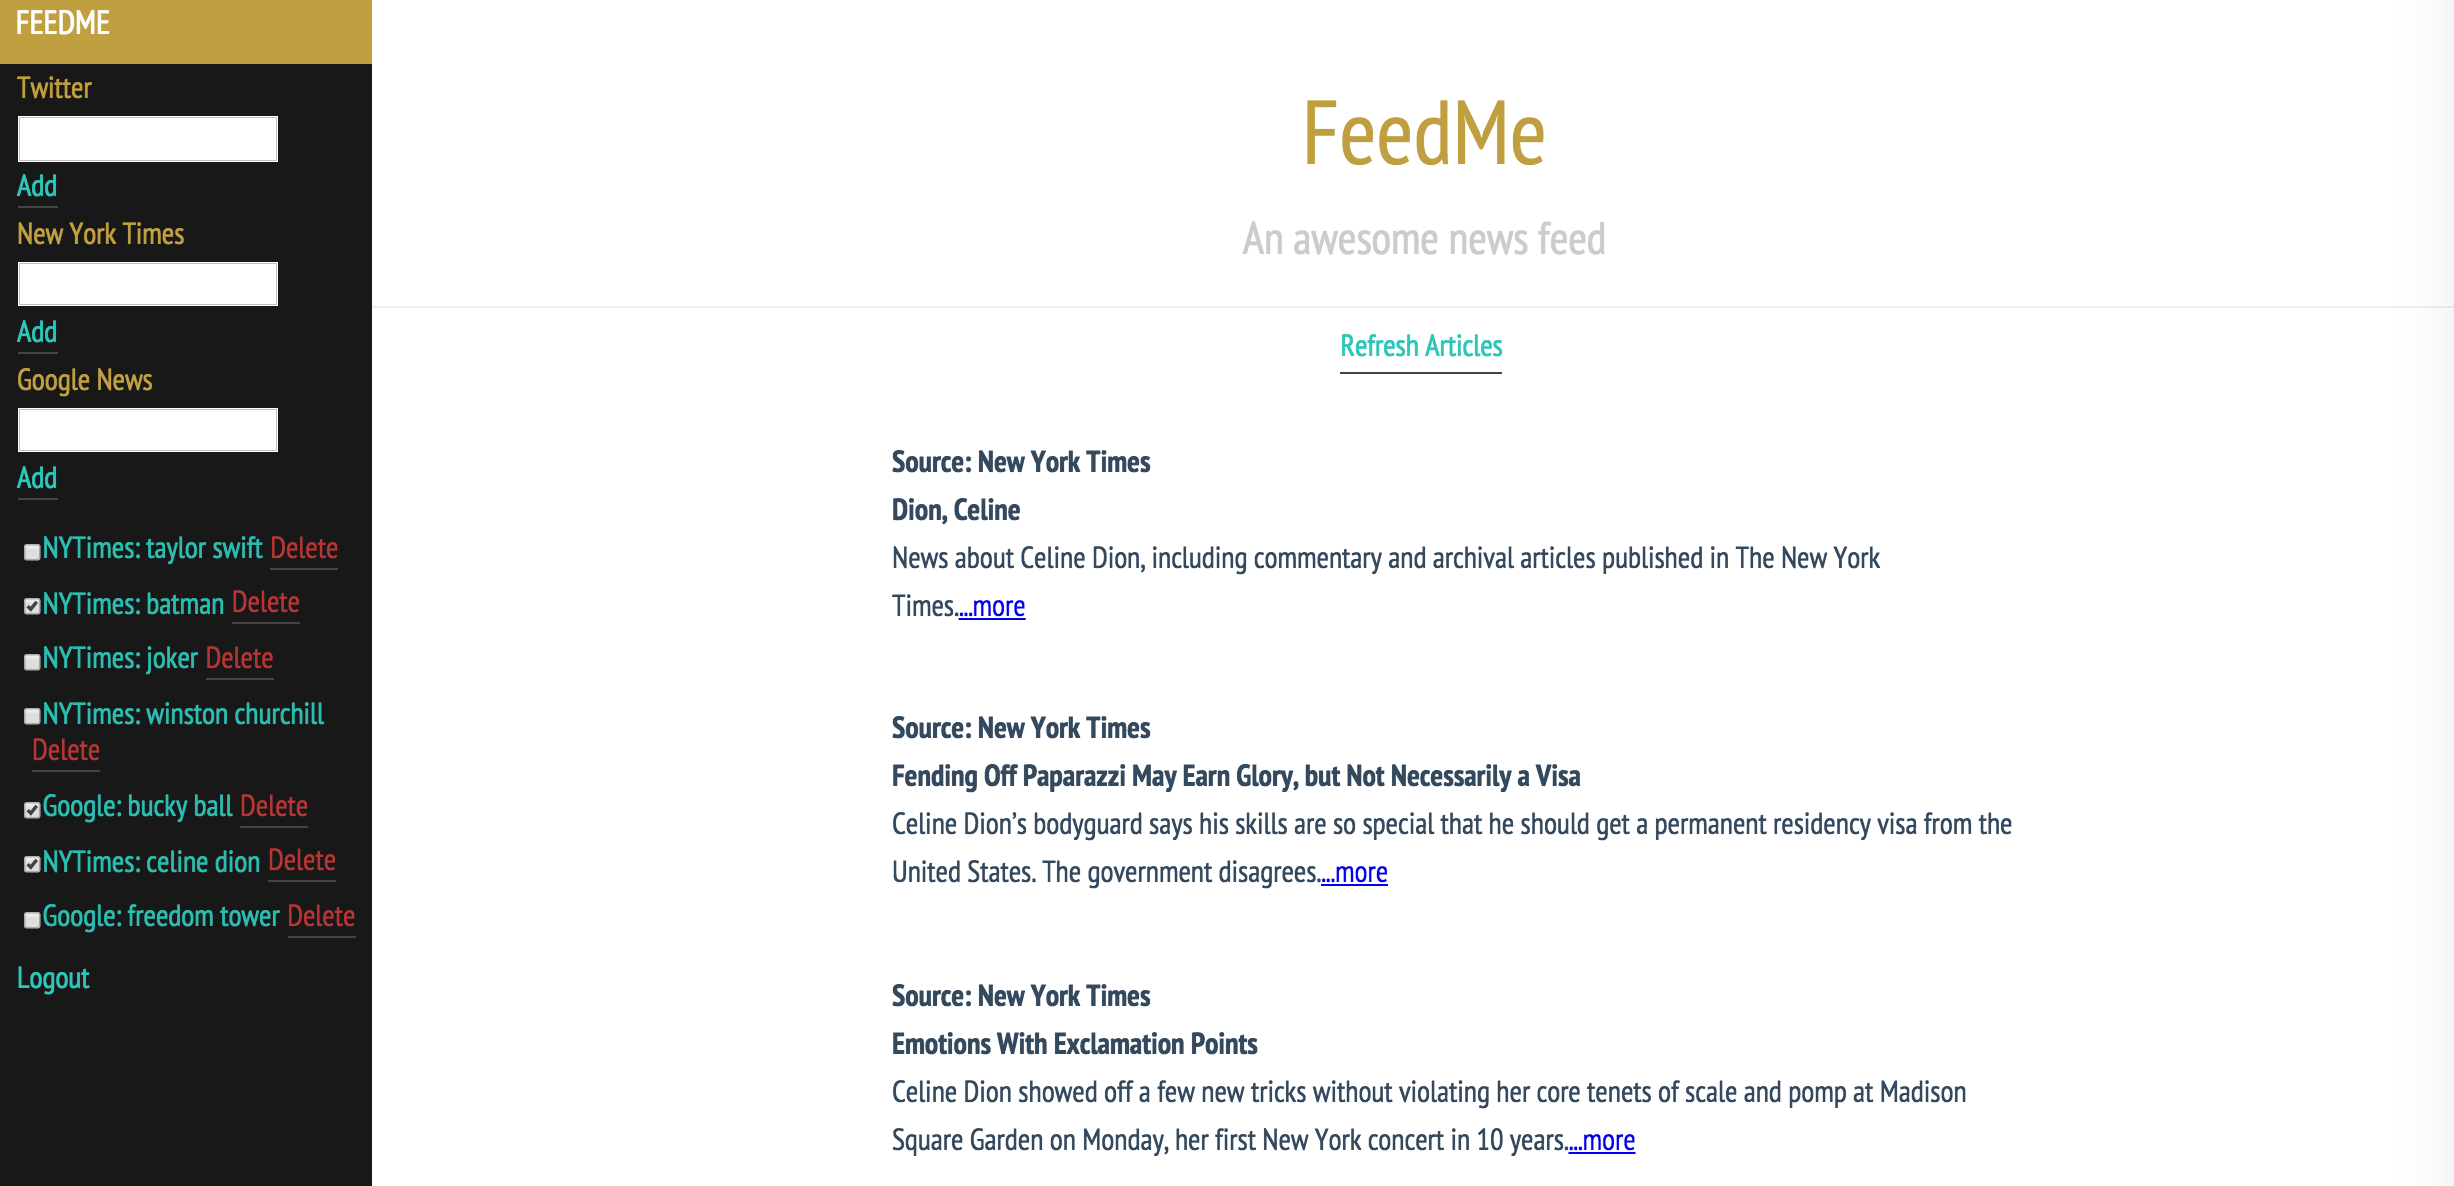 FEEDME
Twitter
Add
New York Times
Add
Google News
Add
NYTimes: taylor swift Delete
NYTimes: batman Delete
NYTimes: joker Delete
NYTimes: winston churchill
Delete
Google: bucky ball Delete
NYTimes: celine dion Delete
Google: freedom tower Delete
Logout
FeedMe
An awesome news feed
Refresh Articles
Source: New York Times
Dion, Celine
News about Celine Dion, including commentary and archival articles published in The New York
Times....more
Source: New York Times
Fending Off Paparazzi May Earn Glory, but Not Necessarily a Visa
Celine Dion’s bodyguard says his skills are so special that he should get a permanent residency visa from the
United States. The government disagrees....more
Source: New York Times
Emotions With Exclamation Points
Celine Dion showed off a few new tricks without violating her core tenets of scale and pomp at Madison
Square Garden on Monday, her first New York concert in 10 years....more